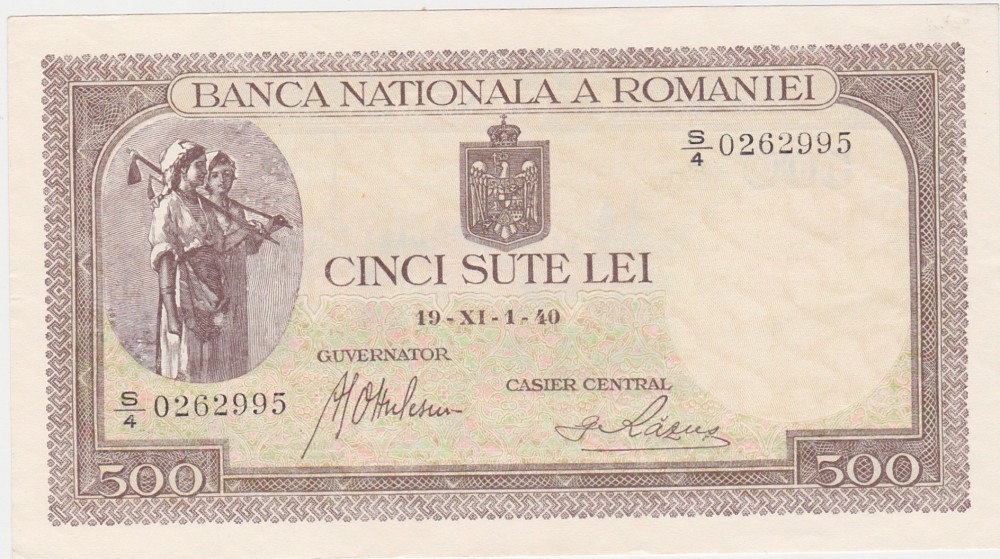 BANCA NATIONALA A ROMANIEI
S/4 0262995
CINCI SUTE LEI
19-XI-1-40
GUVERNATOR
CASIER CENTRAL
S/4 0262995
500
500